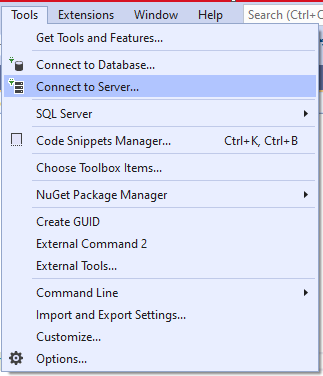 Tools Extensions Window Help Search (Ctrl+
Get Tools and Features...
Connect to Database...
Connect to Server...
SQL Server
Code Snippets Manager... Ctrl+K, Ctrl+B
Choose Toolbox Items...
NuGet Package Manager
Create GUID
External Command 2
External Tools...
Command Line
Import and Export Settings...
Customize...
Options...